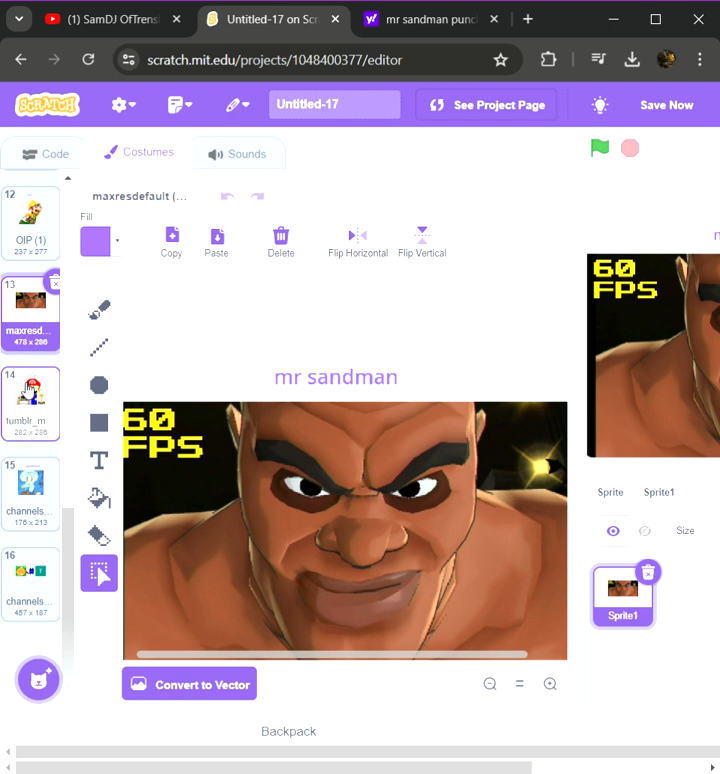 (1) SamDJ OfTrensi
Untitled-17 on Scr
mr sandman punc
scratch.mit.edu/projects/1048400377/editor
SCRATCH
Untitled-17
See Project Page
Save Now
Code
Costumes
Sounds
12
OIP (1)
237 x 277
13
maxresd...
478 x 286
14
tumblr_m
282 x 286
15
channels...
176 x 213
16
channels...
457 x 187
maxresdefault (...
Fill
Copy
Paste
Delete
Flip Horizontal
Flip Vertical
T
mr sandman
60
FPS
Convert to Vector
60
FPS
Sprite
Sprite1
Size
Sprite1
Backpack